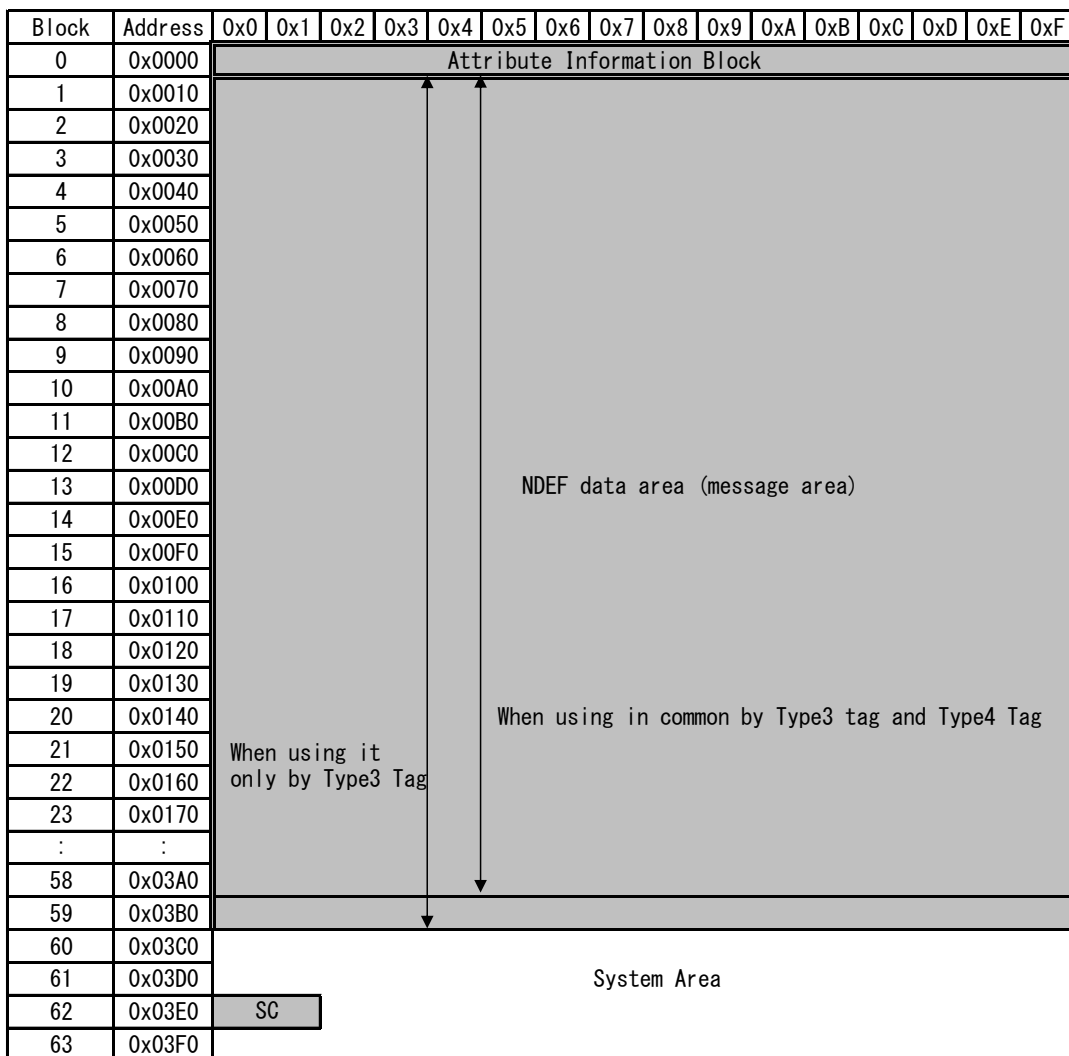 Block Address 0x0 0x1 0x2 0x3 0x4 0x5 0x6 0x7 0x8 0x9 0xA 0xB 0xC 0xD 0xE 0xF
0 0x0000 Attribute Information Block
1 0x0010
2 0x0020
3 0x0030
4 0x0040
5 0x0050
6 0x0060
7 0x0070
8 0x0080
9 0x0090
10 0x00A0
11 0x00B0
12 0x00C0
13 0x00D0 NDEF data area (message area)
14 0x00E0
15 0x00F0
16 0x0100
17 0x0110
18 0x0120
19 0x0130
20 0x0140 When using in common by Type3 tag and Type4 Tag
21 0x0150 When using it
22 0x0160 only by Type3 Tag
23 0x0170
: :
58 0x03A0
59 0x03B0
60 0x03C0
61 0x03D0 System Area
62 0x03E0 SC
63 0x03F0